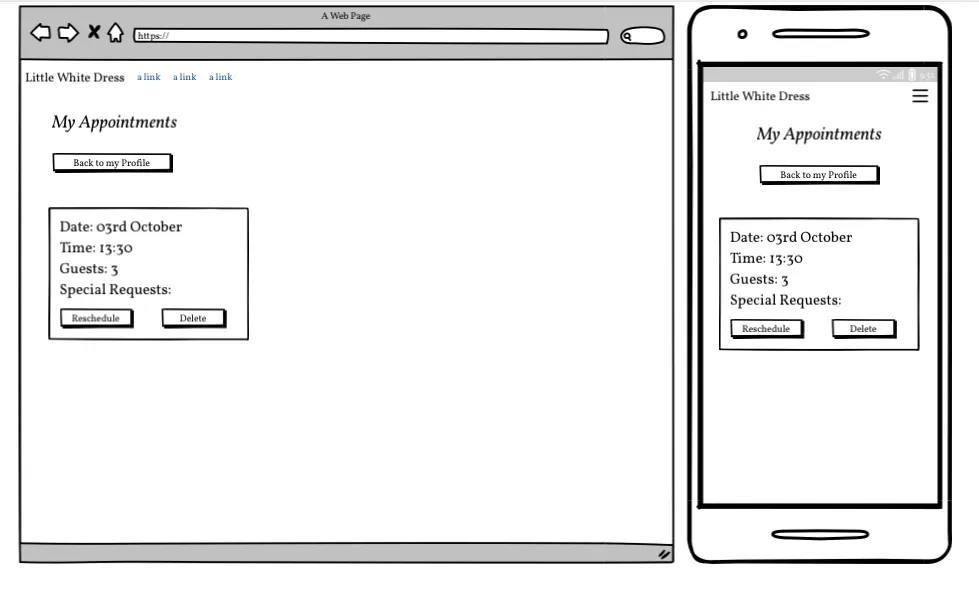 A Web Page
https://
Little White Dress a link a link a link
My Appointments
Back to my Profile
Date: 03rd October
Time: 13:30
Guests: 3
Special Requests:
Reschedule Delete
9:31
Little White Dress
My Appointments
Back to my Profile
Date: 03rd October
Time: 13:30
Guests: 3
Special Requests:
Reschedule Delete